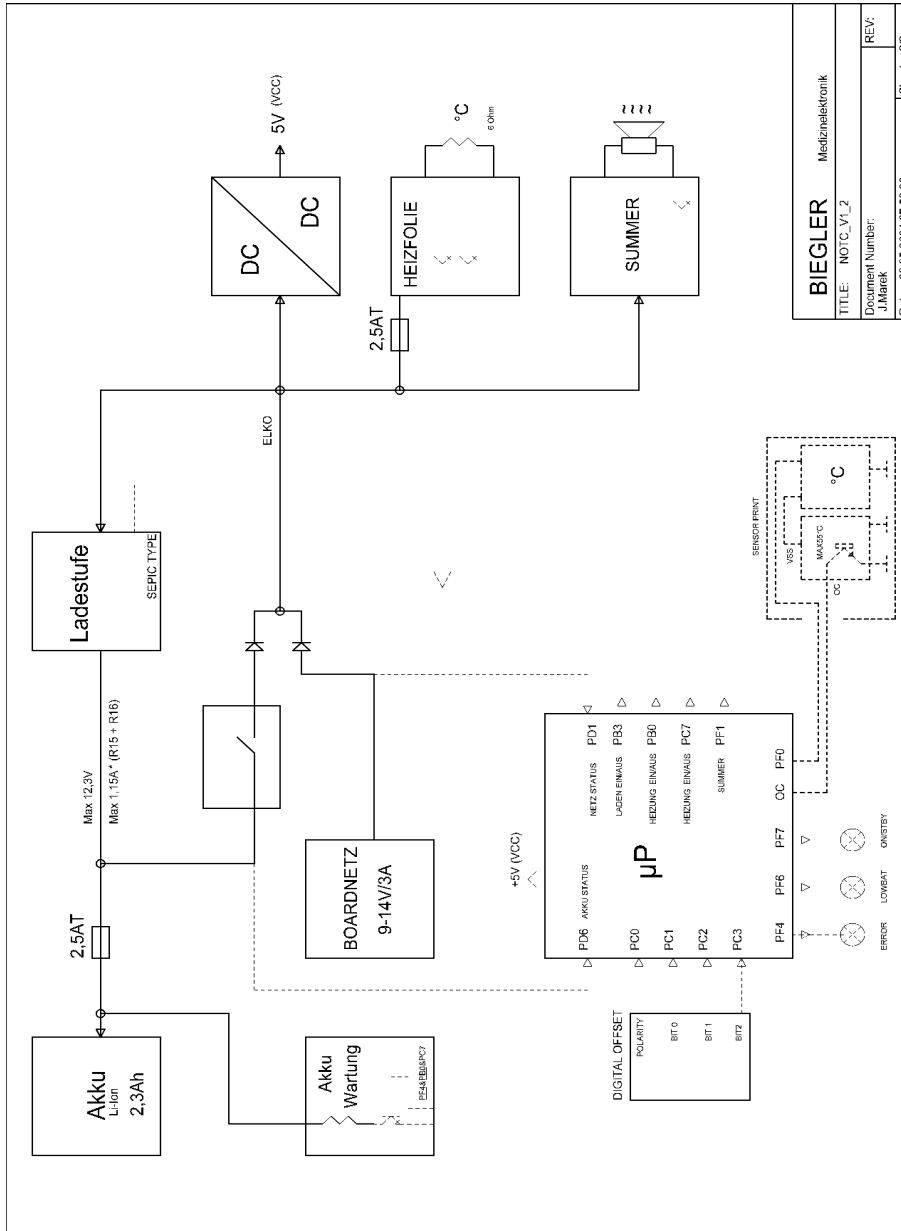 Akku
Li-Ion
2,3Ah
2,5AT
Max 12,3V
Max 1,15A * (R15 + R16)
Ladestufe
SEPIC TYPE
Akku
Wartung
PF4&PB0&PC7
BOARDNETZ
9-14V/3A
ELKO
DC
DC
5V (VCC)
2,5AT
HEIZFOLIE
°C
6 Ohm
SUMMER
+5V (VCC)
DIGITAL OFFSET
POLARITY
BIT 0
BIT 1
BIT2
PD6
AKKU STATUS
PC0
PC1
PC2
PC3
µP
NETZ STATUS
PD1
LADEN EIN/AUS
PB3
HEIZUNG EIN/AUS
PB0
HEIZUNG EIN/AUS
PC7
SUMMER
PF1
PF4
PF6
PF7
OC
PF0
ERROR
LOWBAT
ON/STBY
SENSOR PRINT
VSS
MAX55°C
OC
°C
BIEGLER Medizinelektronik
TITLE: NOTC_V1_2
Document Number:
J.Marek
REV: